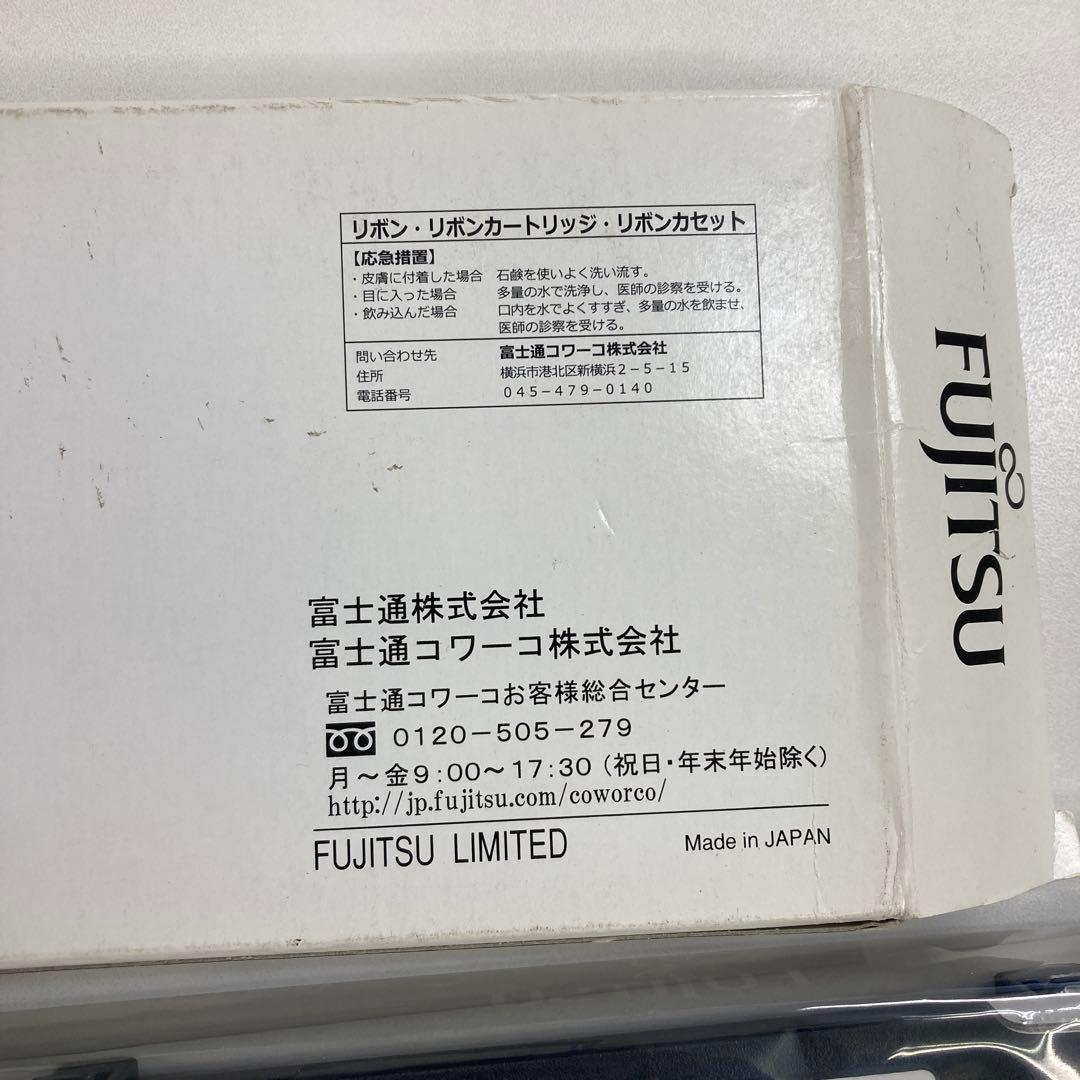 リボン・リボンカートリッジ・リボンカセット
【応急措置】
・皮膚に付着した場合 石鹸を使いよく洗い流す。
・目に入った場合 多量の水で洗浄し、医師の診察を受ける。
・飲み込んだ場合 口内を水でよくすすぎ、多量の水を飲ませ、
医師の診察を受ける。
問い合わせ先 富士通コワーコ株式会社
住所 横浜市港北区新横浜2-5-15
電話番号 045-479-0140
富士通株式会社
富士通コワーコ株式会社
富士通コワーコお客様総合センター
0120-505-279
月~金9:00~17:30(祝日・年末年始除く)
http://jp.fujitsu.com/coworco/
FUJITSU LIMITED Made in JAPAN
FUJITSU